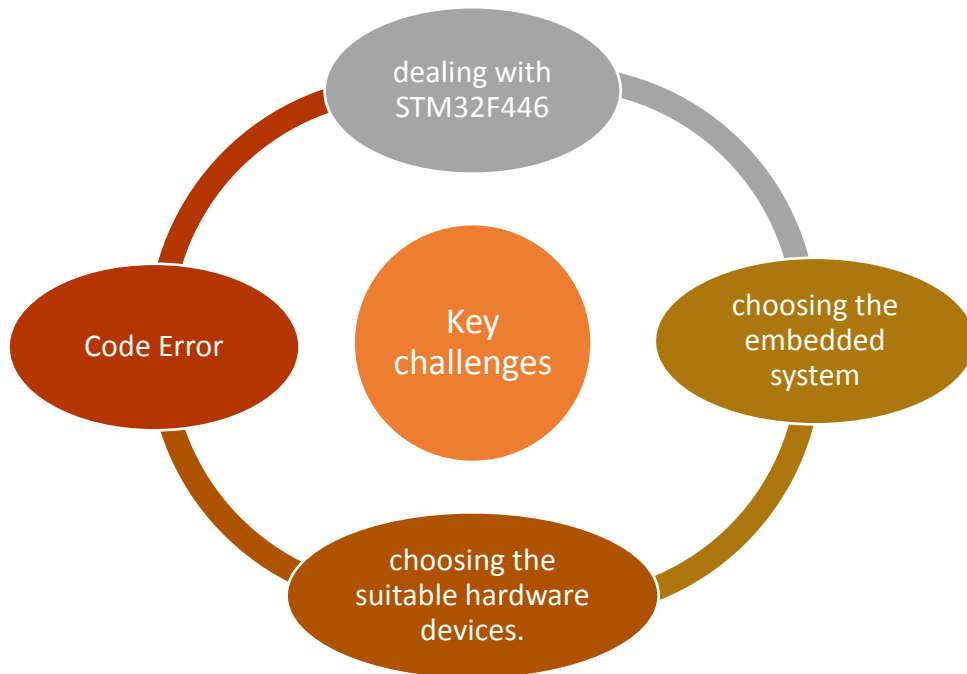 dealing with
STM32F446
Key
challenges
choosing the
embedded
system
Code Error
choosing the
suitable hardware
devices.